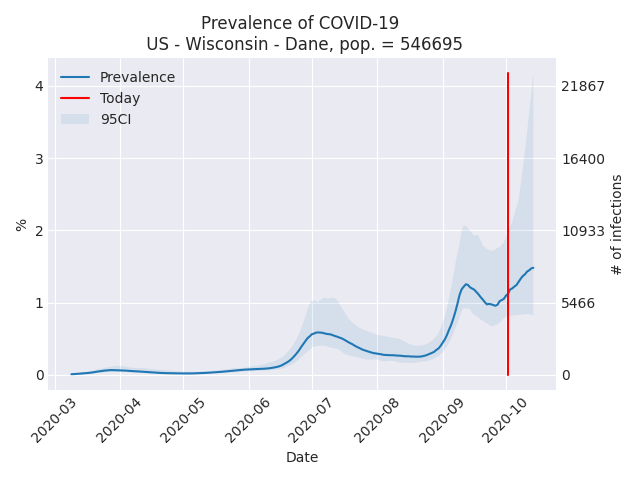 Prevalence of COVID-19
US - Wisconsin - Dane, pop. = 546695
Prevalence
Today
95CI
4
3
2
1
0
%
21867
16400
10933
5466
0
# of infections
2020-03
2020-04
2020-05
2020-06
2020-07
2020-08
2020-09
2020-10
Date